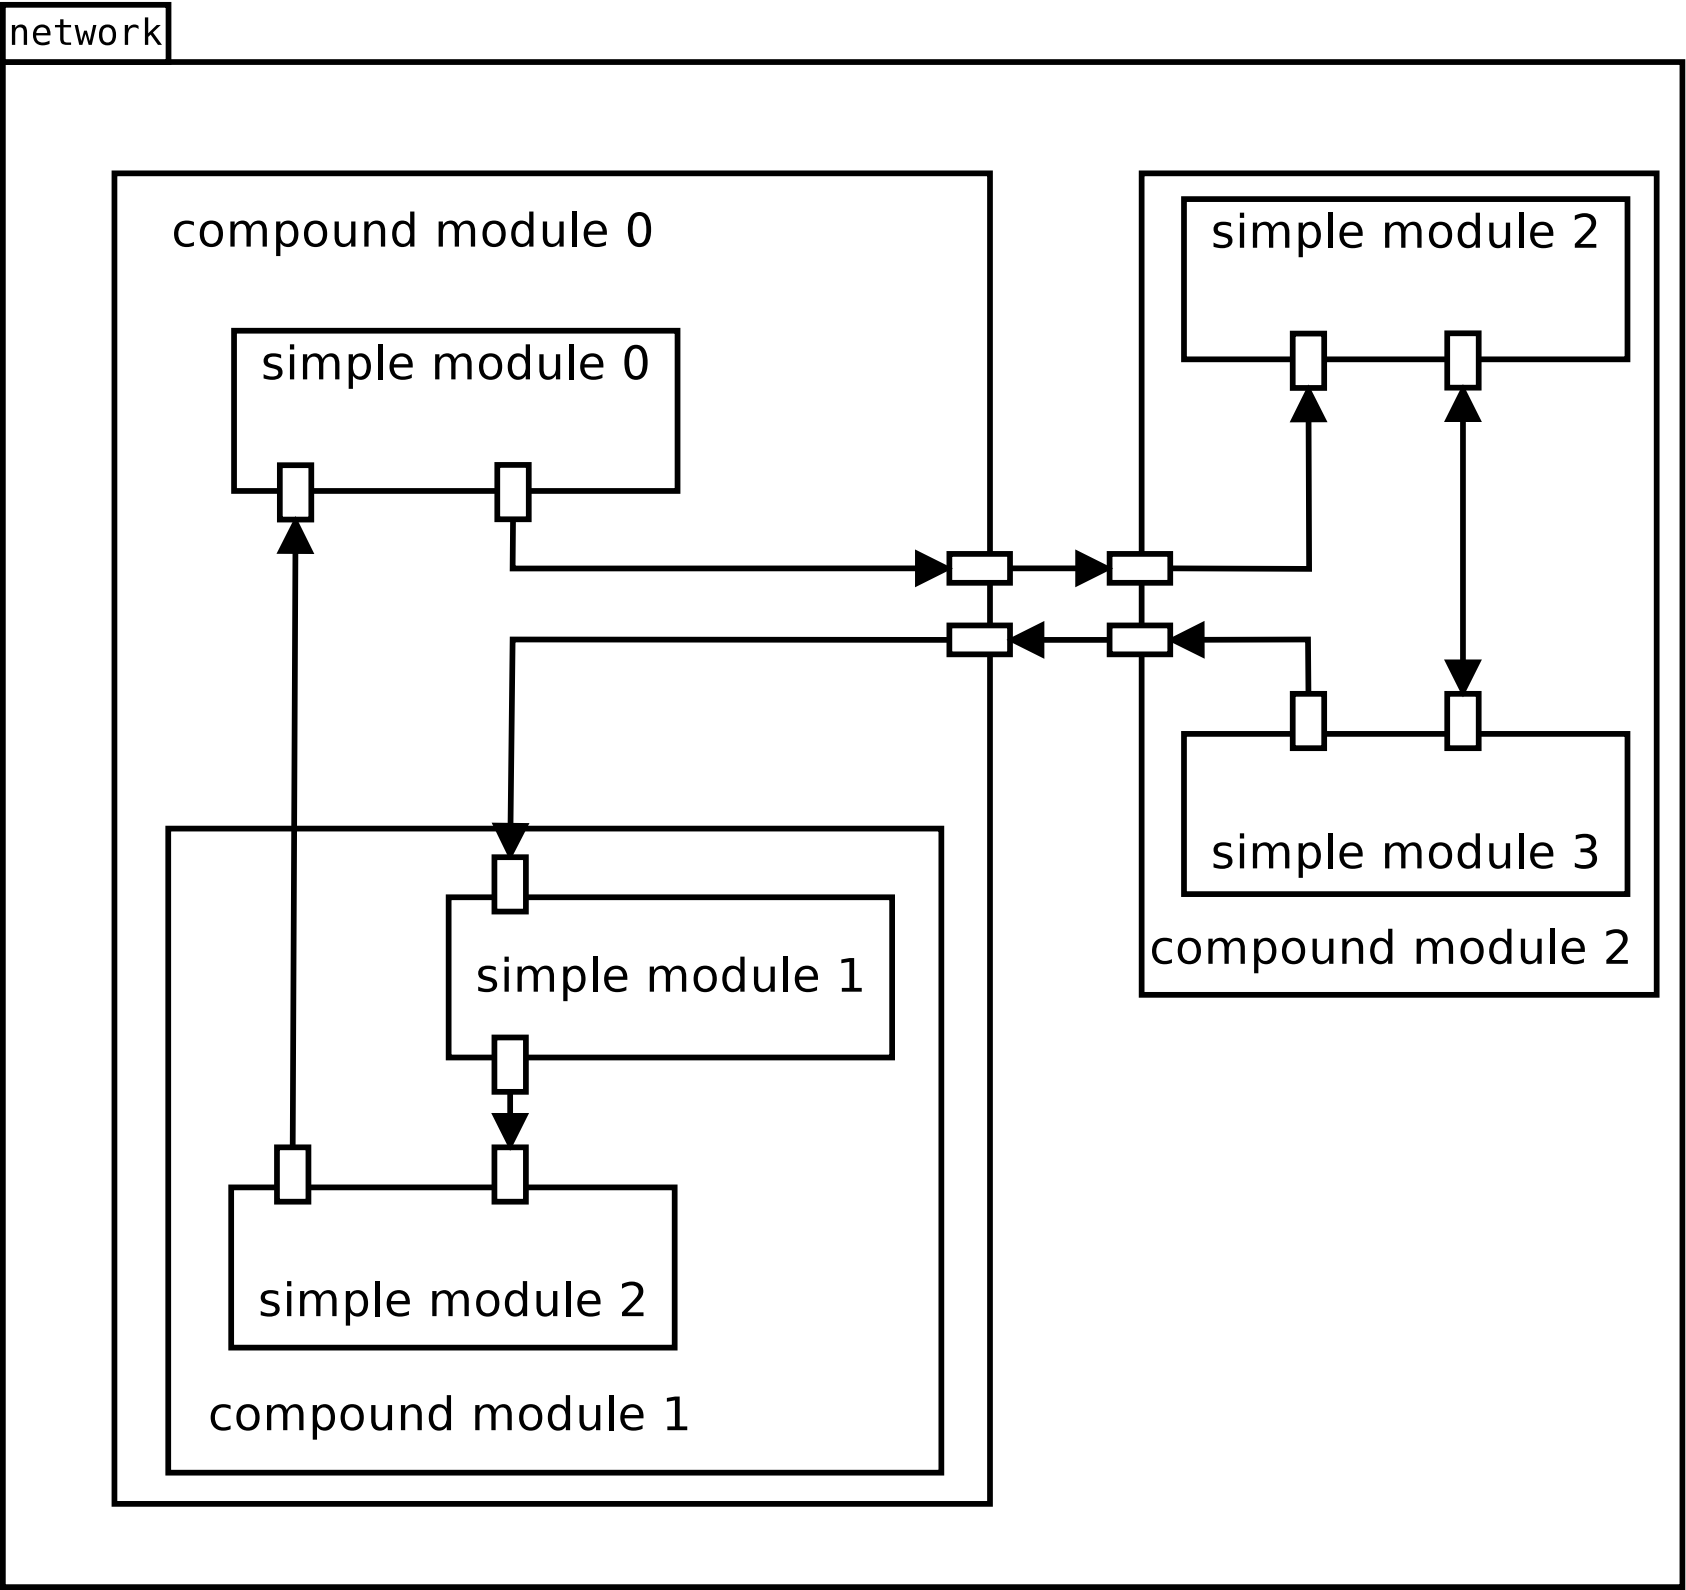 network
compound module 0
simple module 0
simple module 2
simple module 3
compound module 2
simple module 1
simple module 2
compound module 1